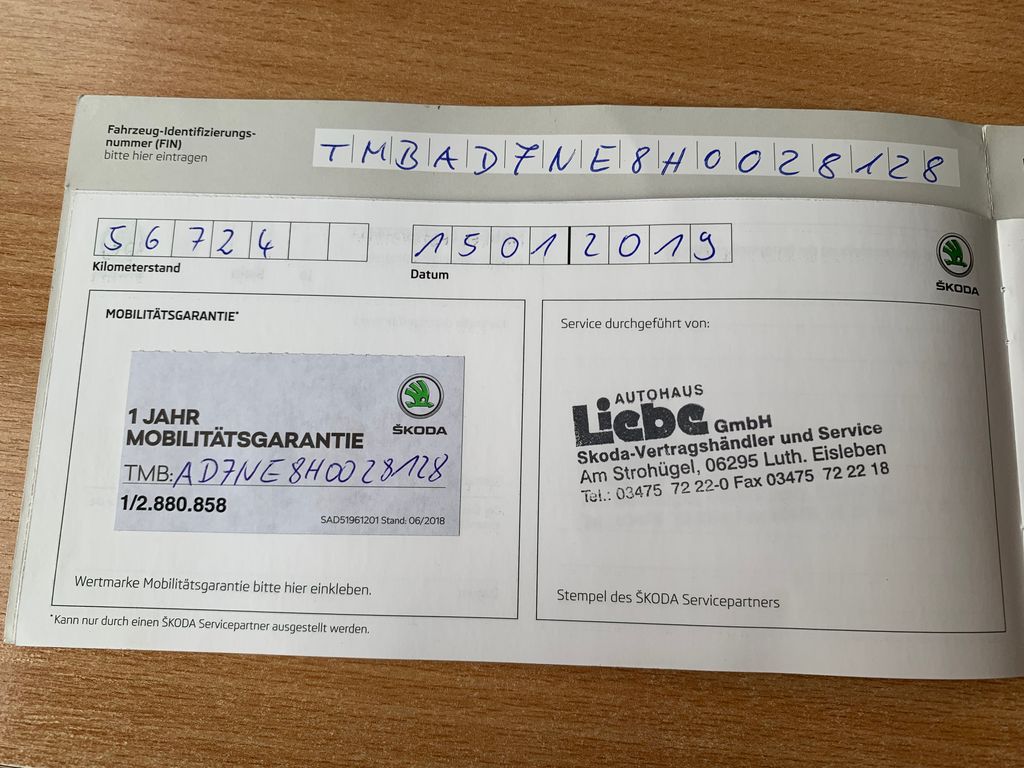 Fahrzeug-Identifizierungs-
nummer (FIN)
bitte hier eintragen
TMBAD7NE8H0028128
56724
Kilometerstand
15012019
Datum
ŠKODA
MOBILITÄTSGARANTIE*
ŠKODA
1 JAHR
MOBILITÄTSGARANTIE
TMB: AD7NE8H0028128
1/2.880.858
SAD51961201 Stand: 06/2018
Wertmarke Mobilitätsgarantie bitte hier einkleben.
*Kann nur durch einen ŠKODA Servicepartner ausgestellt werden.
Service durchgeführt von:
AUTOHAUS
Liebe GmbH
Skoda-Vertragshändler und Service
Am Strohügel, 06295 Luth. Eisleben
Tel.: 03475 72 22-0 Fax 03475 72 22 18
Stempel des ŠKODA Servicepartners